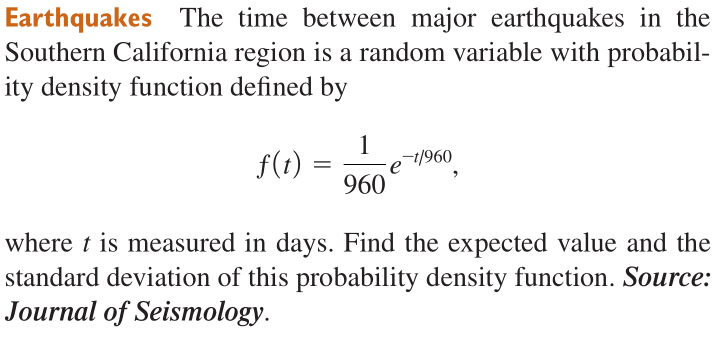 Earthquakes The time between major earthquakes in the
Southern California region is a random variable with probabil-
ity density function defined by
f(t) = 1/960 e^{-t/960},
where t is measured in days. Find the expected value and the
standard deviation of this probability density function. Source:
Journal of Seismology.